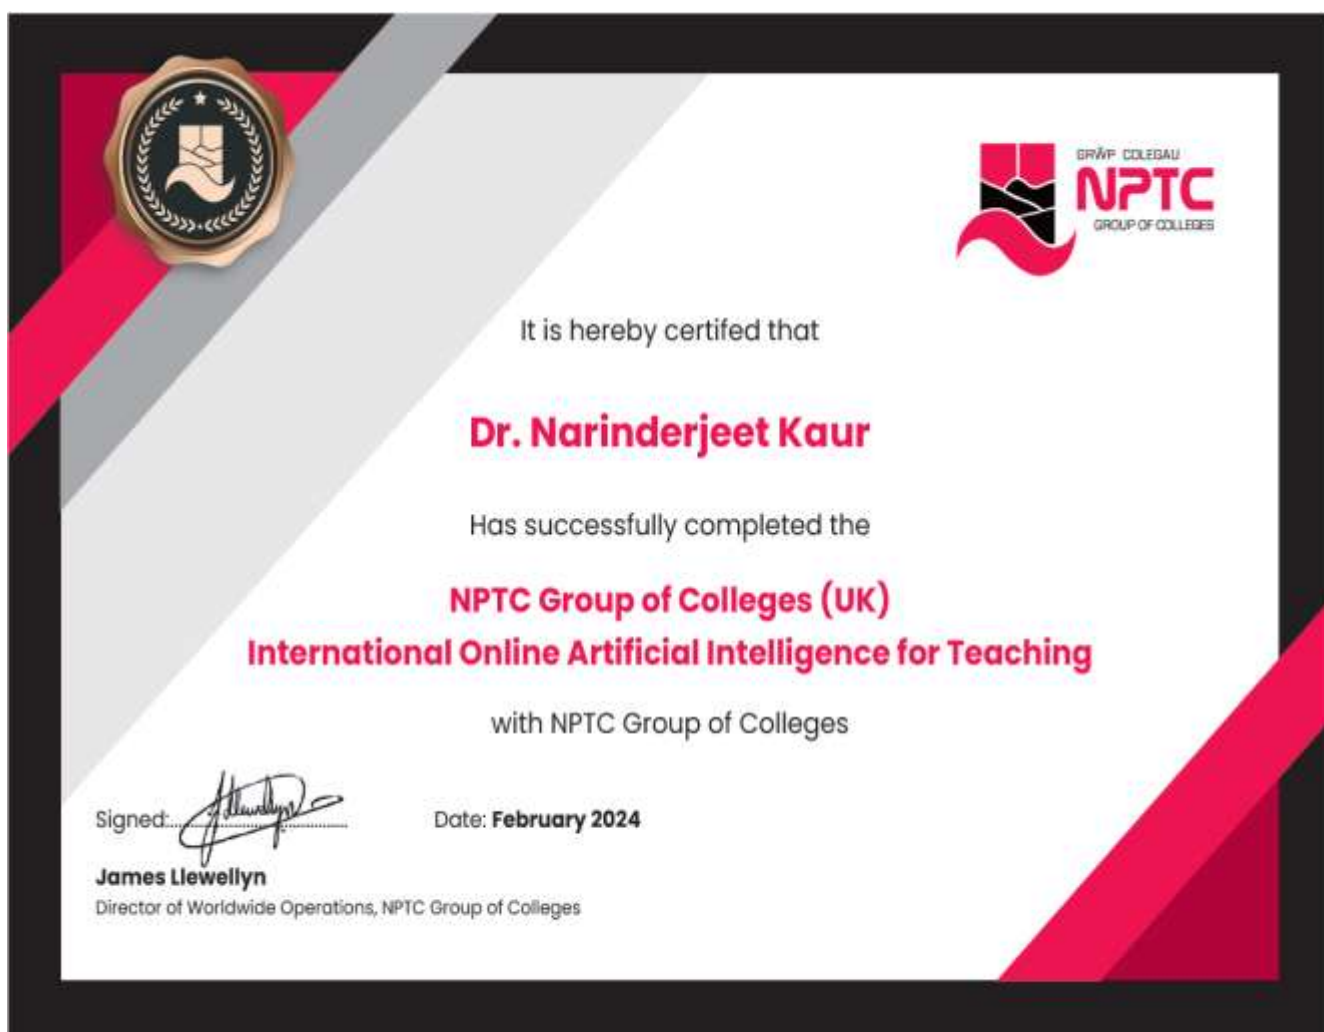 GRŴP COLEGAU
NPTC
GROUP OF COLLEGES
It is hereby certifed that
Dr. Narinderjeet Kaur
Has successfully completed the
NPTC Group of Colleges (UK)
International Online Artificial Intelligence for Teaching
with NPTC Group of Colleges
Signed:
Date: February 2024
James Llewellyn
Director of Worldwide Operations, NPTC Group of Colleges